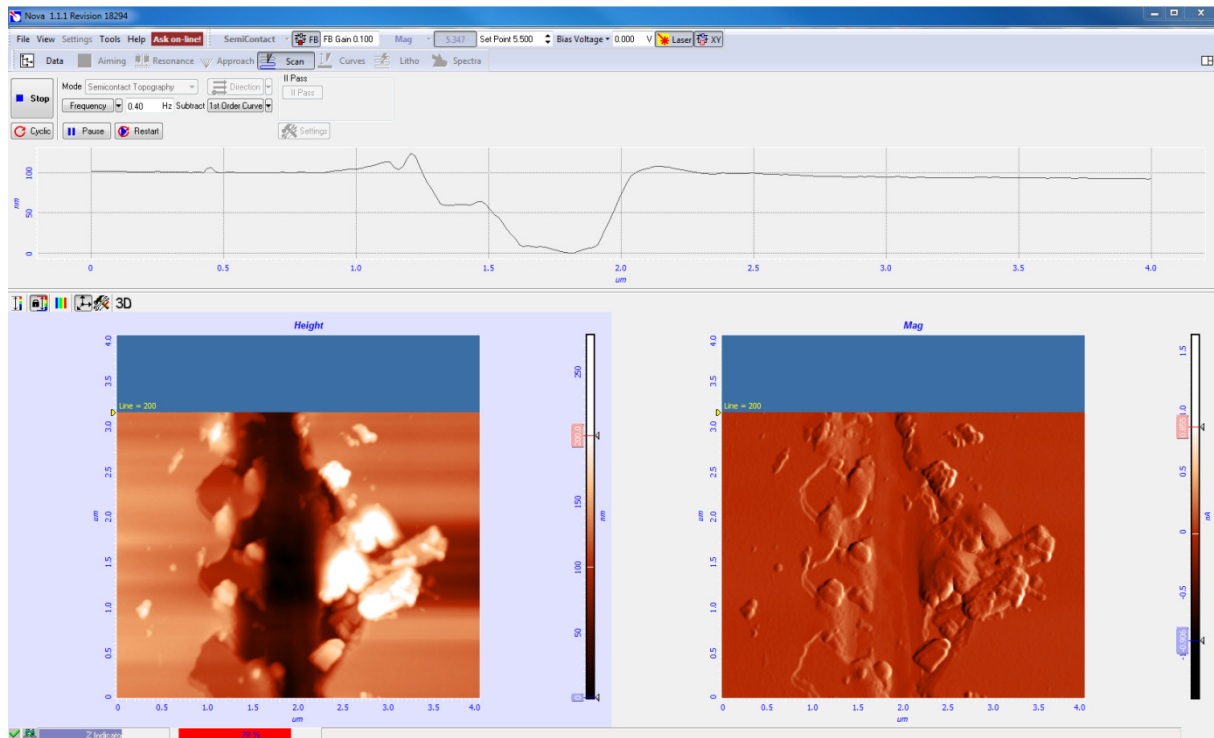 Nova 1.1.1 Revision 18294
File View Settings Tools Help Ask on-line! SemiContact FB FB Gain 0.100 Mag 5.347 Set Point 5.500 Bias Voltage 0.000 V Laser XY
Data Aiming Resonance Approach Scan Curves Litho Spectra
Mode Semicontact Topography Direction II Pass
II Pass
Stop
Frequency 0.40 Hz Subtract 1st Order Curve
Cyclic Pause Restart Settings
100
nm
50
0
0 0.5 1.0 1.5 2.0 2.5 3.0 3.5 4.0
um
3D
Height
4.0
3.5
Line = 200
3.0
2.5
um
2.0
1.5
1.0
0.5
0
0 0.5 1.0 1.5 2.0 2.5 3.0 3.5 4.0
um
250
200.0
150
nm
100
50
0
Mag
4.0
3.5
Line = 200
3.0
2.5
um
2.0
1.5
1.0
0.5
0
0 0.5 1.0 1.5 2.0 2.5 3.0 3.5 4.0
um
1.5
1.0
0.5
nA
0
-0.5
Z Indicator